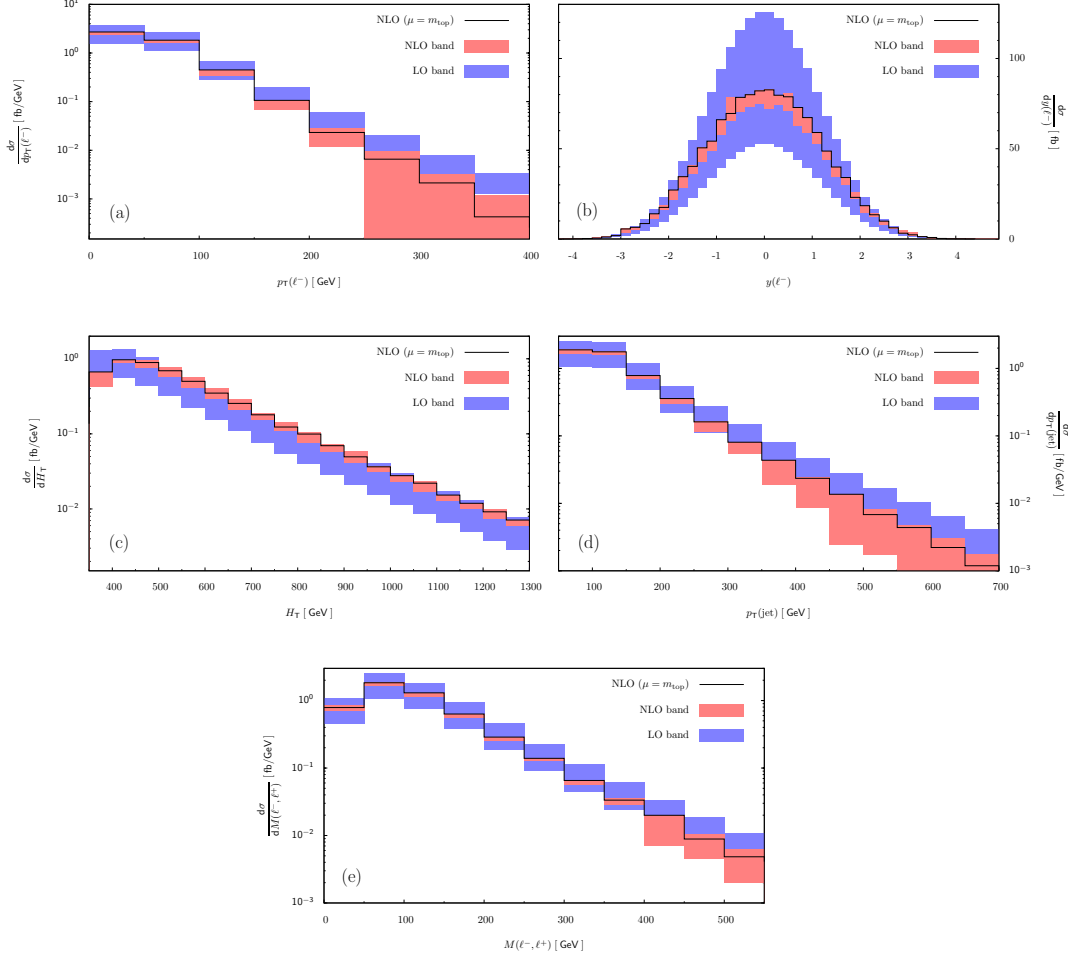 10¹
10⁰
10⁻¹
10⁻²
10⁻³
dσ
dp_T(ℓ⁻) [ fb/GeV ]
NLO (μ = m_top)
NLO band
LO band
(a)
0 100 200 300 400
p_T(ℓ⁻) [ GeV ]
NLO (μ = m_top)
NLO band
LO band
(b)
100
50
0
dσ
dy(ℓ⁻) [ fb ]
-4 -3 -2 -1 0 1 2 3 4
y(ℓ⁻)
10⁰
10⁻¹
10⁻²
dσ
dH_T [ fb/GeV ]
NLO (μ = m_top)
NLO band
LO band
(c)
400 500 600 700 800 900 1000 1100 1200 1300
H_T [ GeV ]
NLO (μ = m_top)
NLO band
LO band
(d)
10⁰
10⁻¹
10⁻²
10⁻³
dσ
dp_T(jet) [ fb/GeV ]
100 200 300 400 500 600 700
p_T(jet) [ GeV ]
10⁰
10⁻¹
10⁻²
10⁻³
dσ
dM(ℓ⁻, ℓ⁺) [ fb/GeV ]
NLO (μ = m_top)
NLO band
LO band
(e)
0 100 200 300 400 500
M(ℓ⁻, ℓ⁺) [ GeV ]